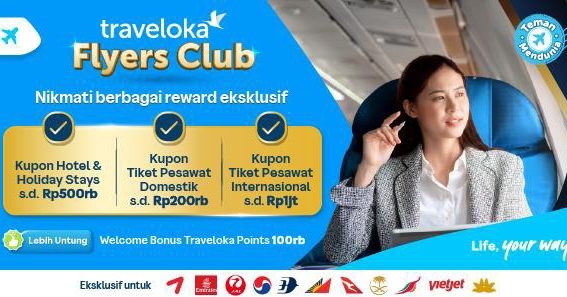 traveloka
Flyers Club
Teman
Mendunia
Nikmati berbagai reward eksklusif
Kupon Hotel &
Holiday Stays
s.d. Rp500rb
Kupon
Tiket Pesawat
Domestik
s.d. Rp200rb
Kupon
Tiket Pesawat
Internasional
s.d. Rp1jt
Lebih Untung
Welcome Bonus Traveloka Points 100rb
Life, your way
Eksklusif untuk
Emirates
JAL
vietjet